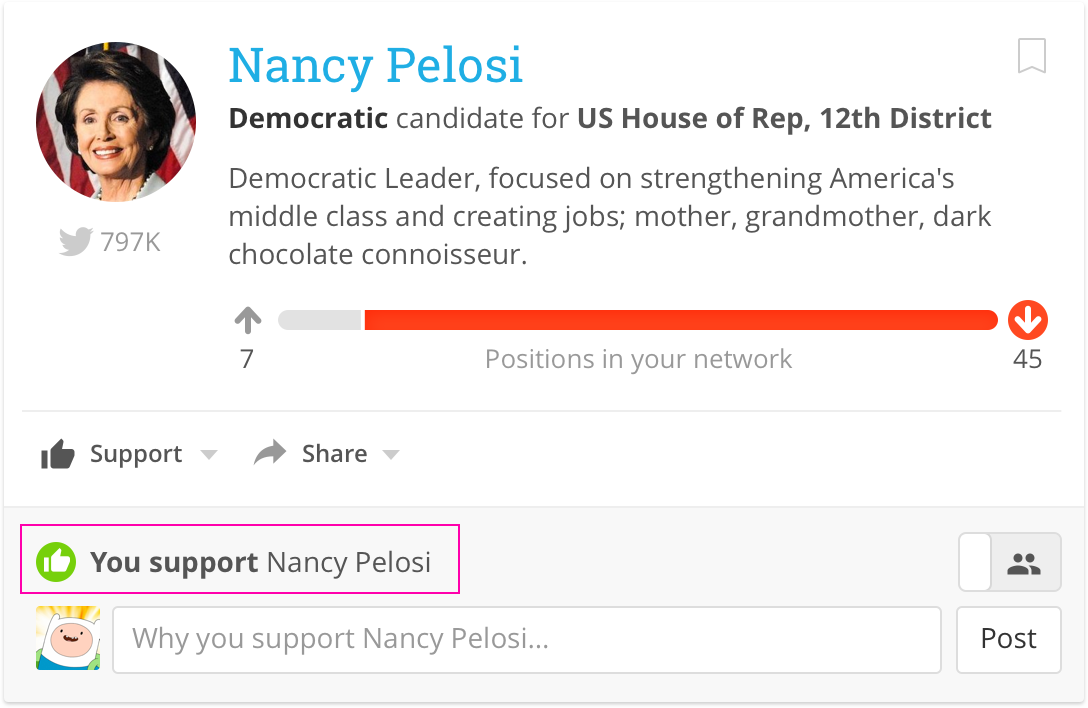 Nancy Pelosi
Democratic candidate for US House of Rep, 12th District
Democratic Leader, focused on strengthening America's
middle class and creating jobs; mother, grandmother, dark
chocolate connoisseur.
797K
7 Positions in your network 45
Support Share
You support Nancy Pelosi
Why you support Nancy Pelosi...
Post